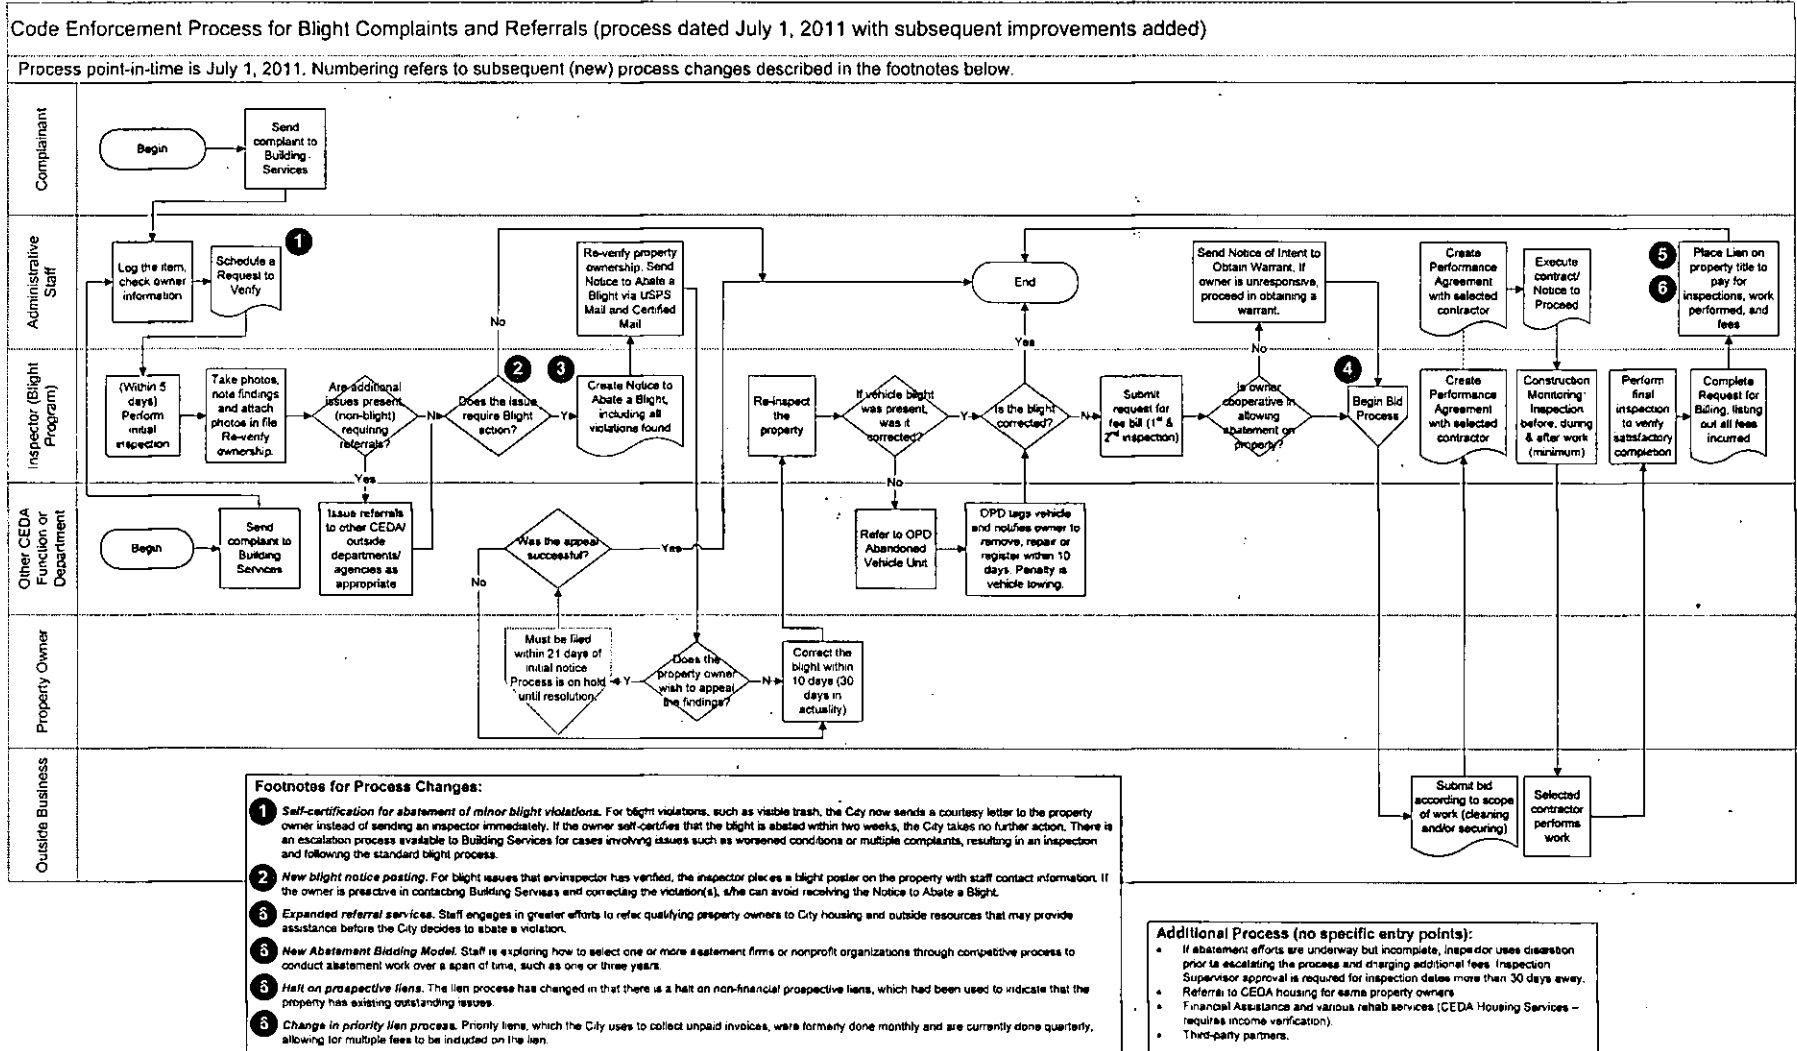 Code Enforcement Process for Blight Complaints and Referrals (process dated July 1, 2011 with subsequent improvements added)
Process point-in-time is July 1, 2011. Numbering refers to subsequent (new) process changes described in the footnotes below.
Complainant
Begin
Send
complaint to
Building
Services
Administrative
Staff
Log the item,
check owner
information
Schedule a
Request to
Verify
1
No
Re-verify property
ownership. Send
Notice to Abate a
Blight via USPS
Mail and Certified
Mail
End
Yes
Send Notice of Intent to
Obtain Warrant. If
owner is unresponsive,
proceed in obtaining a
warrant.
No
Create
Performance
Agreement
with selected
contractor
Execute
contract/
Notice to
Proceed
5
6
Place Lien on
property title to
pay for
inspections, work
performed, and
fees
Inspector (Blight
Program)
(Within 5
days)
Perform
initial
inspection
Take photos,
note findings
and attach
photos in file
Re-verify
ownership.
Are additional
issues present
(non-blight)
requiring
referrals?
N
Yes
Does the issue
require Blight
action?
2
Y
3
Create Notice to
Abate a Blight,
including all
violations found
Re-inspect
the
property
If vehicle blight
was present,
was it
corrected?
Y
No
Is the blight
corrected?
N
Submit
request for
fee bill (1st &
2nd inspection)
Is owner
cooperative in
allowing
abatement on
property?
4
Begin Bid
Process
Create
Performance
Agreement
with selected
contractor
Construction
Monitoring:
Inspection
before, during
& after work
(minimum)
Perform
final
inspection
to verify
satisfactory
completion
Complete
Request for
Billing, listing
out all fees
incurred
Other CEDA
Function or
Department
Begin
Send
complaint to
Building
Services
Issue referrals
to other CEDA/
outside
departments/
agencies as
appropriate
Was the appeal
successful?
Yes
No
Refer to OPD
Abandoned
Vehicle Unit
OPD tags vehicle
and notifies owner to
remove, repair or
register within 10
days. Penalty is
vehicle towing.
Property Owner
Must be filed
within 21 days of
initial notice
Process is on hold
until resolution.
Y
Does the
property owner
wish to appeal
the findings?
N
Correct the
blight within
10 days (30
days in
actuality)
Outside Business
Submit bid
according to scope
of work (cleaning
and/or securing)
Selected
contractor
performs
work
Footnotes for Process Changes:
1 Self-certification for abatement of minor blight violations. For blight violations, such as visible trash, the City now sends a courtesy letter to the property
owner instead of sending an inspector immediately. If the owner self-certifies that the blight is abated within two weeks, the City takes no further action. There is
an escalation process available to Building Services for cases involving issues such as worsened conditions or multiple complaints, resulting in an inspection
and following the standard blight process.
2 New blight notice posting. For blight issues that an inspector has verified, the inspector places a blight poster on the property with staff contact information. If
the owner is proactive in contacting Building Services and correcting the violation(s), s/he can avoid receiving the Notice to Abate a Blight.
Expanded referral services. Staff engages in greater efforts to refer qualifying property owners to City housing and outside resources that may provide
assistance before the City decides to abate a violation.
New Abatement Bidding Model. Staff is exploring how to select one or more abatement firms or nonprofit organizations through competitive process to
conduct abatement work over a span of time, such as one or three years.
Halt on prospective liens. The lien process has changed in that there is a halt on non-financial prospective liens, which had been used to indicate that the
property has existing outstanding issues.
Change in priority lien process. Priority liens, which the City uses to collect unpaid invoices, were formerly done monthly and are currently done quarterly,
allowing for multiple fees to be included on the lien.
Additional Process (no specific entry points):
• If abatement efforts are underway but incomplete, Inspector uses discretion
prior to escalating the process and charging additional fees. Inspection
Supervisor approval is required for inspection dates more than 30 days away.
• Referral to CEDA housing for some property owners
• Financial Assistance and various rehab services (CEDA Housing Services –
requires income verification).
• Third-party partners.